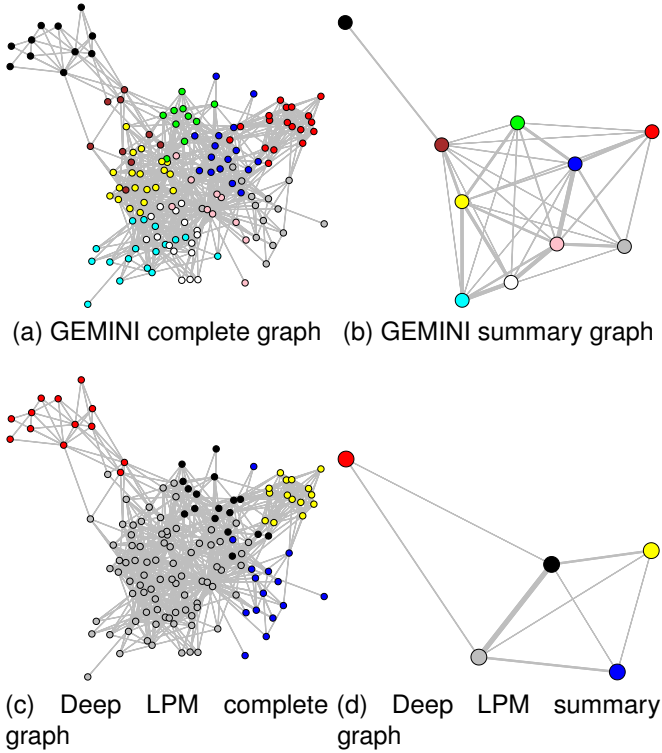 (a) GEMINI complete graph
(b) GEMINI summary graph
(c) Deep LPM complete
graph
(d) Deep LPM summary
graph